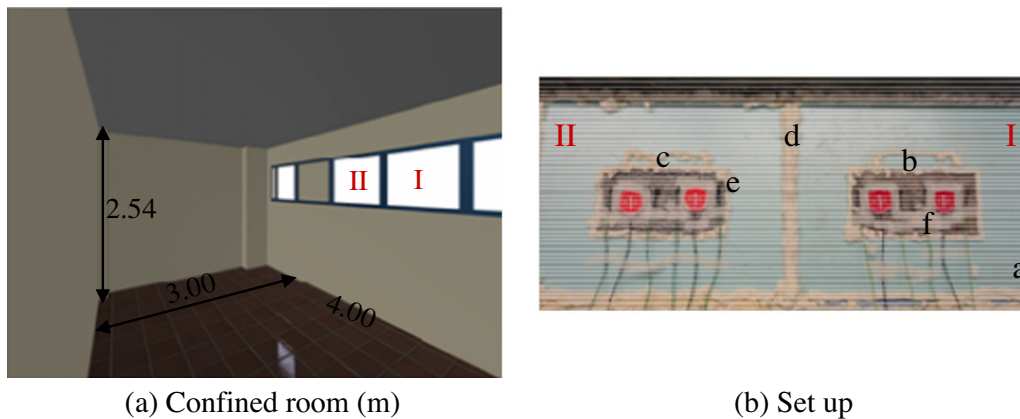 2.54
3.00
4.00
II
I
(a) Confined room (m)
II
I
a
b
c
d
e
f
(b) Set up